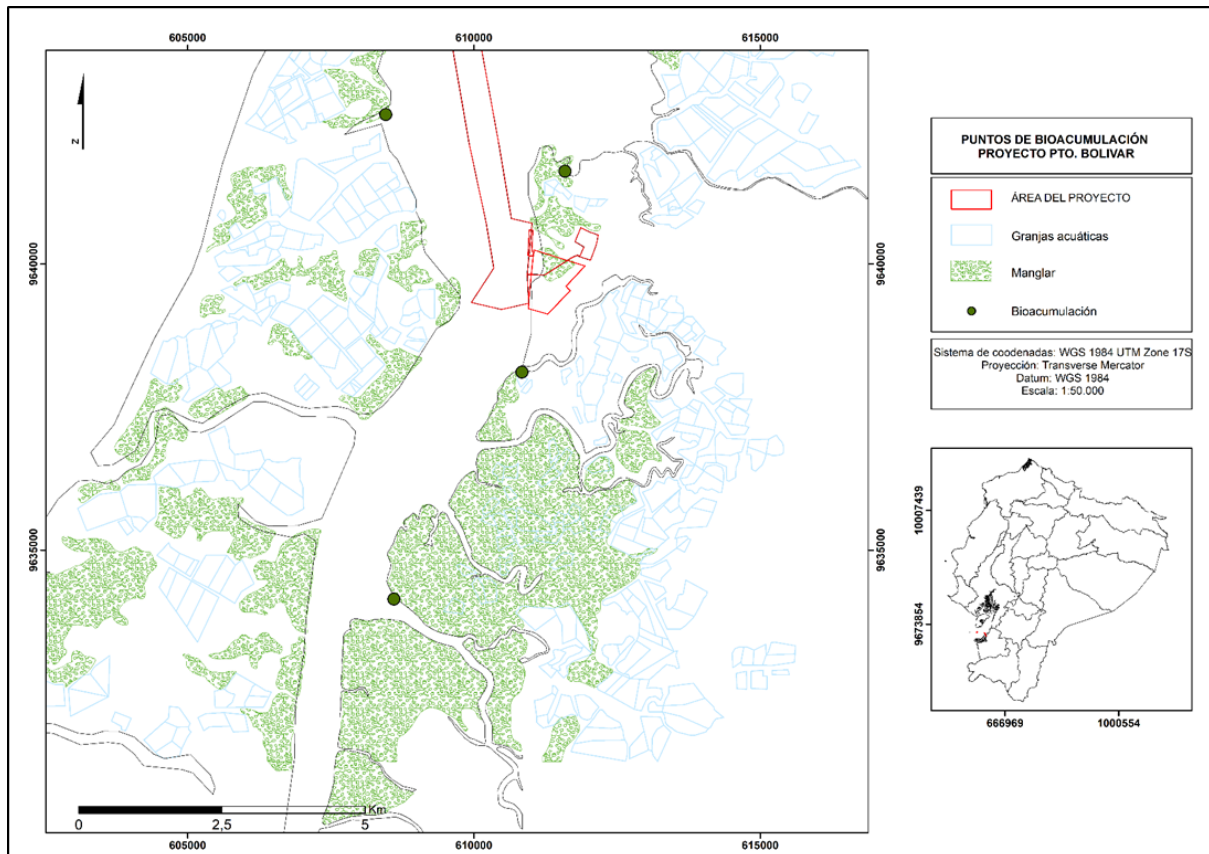 605000
610000
615000
9640000
9640000
9635000
9635000
N
Km
0
2,5
5
605000
610000
615000
PUNTOS DE BIOACUMULACIÓN
PROYECTO PTO. BOLIVAR
ÁREA DEL PROYECTO
Granjas acuáticas
Manglar
Bioacumulación
Sistema de coodenadas: WGS 1984 UTM Zone 17S
Proyección: Transverse Mercator
Datum: WGS 1984
Escala: 1:50.000
10007439
9673854
666969
1000554